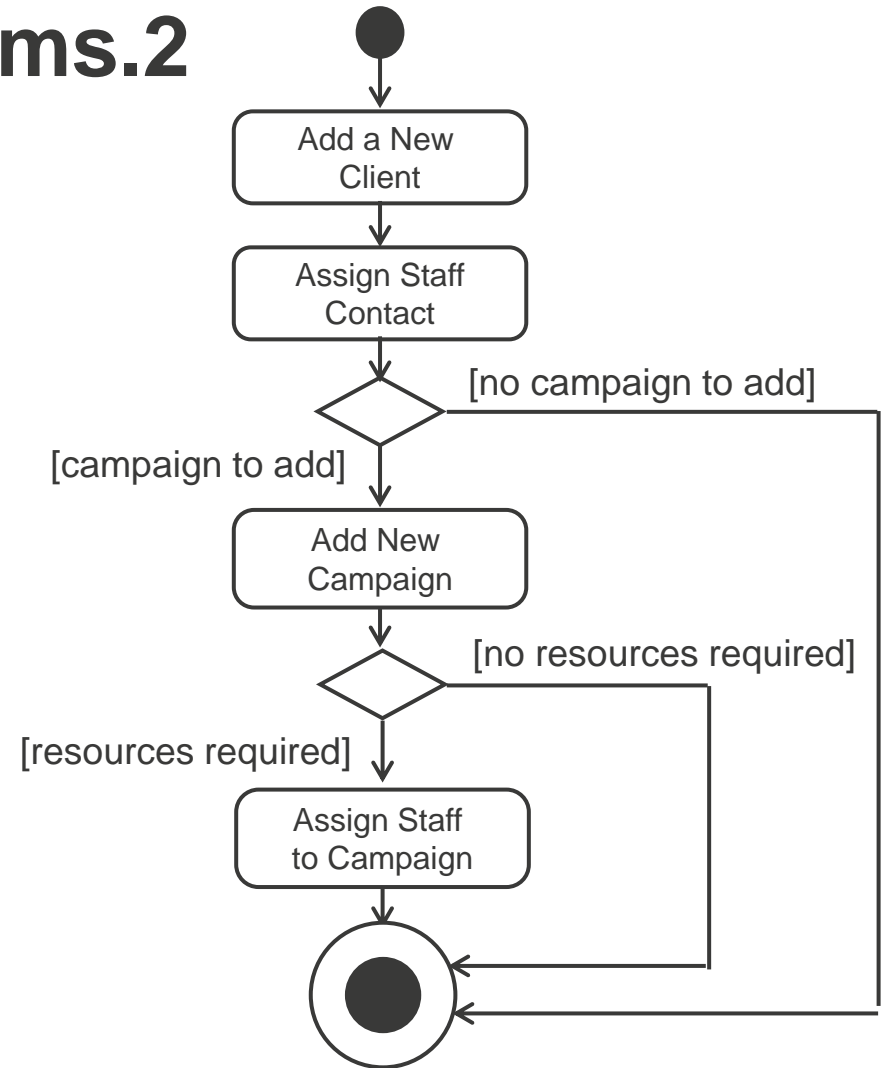 ms.2
Add a New
Client
Assign Staff
Contact
[no campaign to add]
[campaign to add]
Add New
Campaign
[no resources required]
[resources required]
Assign Staff
to Campaign